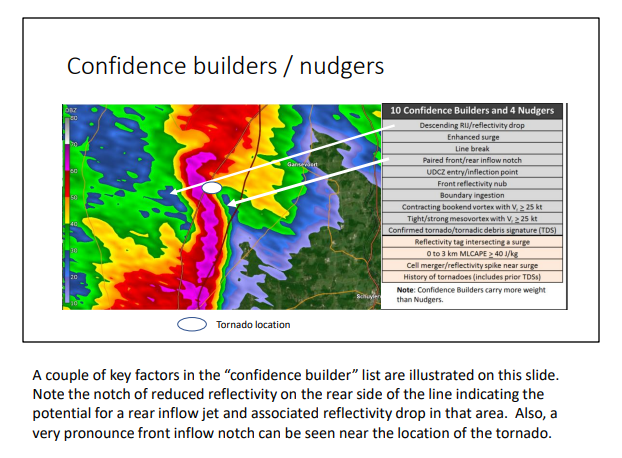 Confidence builders / nudgers
dBZ
80
70
60
50
40
30
20
10
Gansevoort
Schuyler
10 Confidence Builders and 4 Nudgers
Descending RIJ/reflectivity drop
Enhanced surge
Line break
Paired front/rear inflow notch
UDCZ entry/inflection point
Front reflectivity nub
Boundary ingestion
Contracting bookend vortex with Vr ≥ 25 kt
Tight/strong mesovortex with Vr ≥ 25 kt
Confirmed tornado/tornadic debris signature (TDS)
Reflectivity tag intersecting a surge
0 to 3 km MLCAPE ≥ 40 J/kg
Cell merger/reflectivity spike near surge
History of tornadoes (includes prior TDSs)
Note: Confidence Builders carry more weight
than Nudgers.
Tornado location
A couple of key factors in the “confidence builder” list are illustrated on this slide.
Note the notch of reduced reflectivity on the rear side of the line indicating the
potential for a rear inflow jet and associated reflectivity drop in that area.  Also, a
very pronounce front inflow notch can be seen near the location of the tornado.